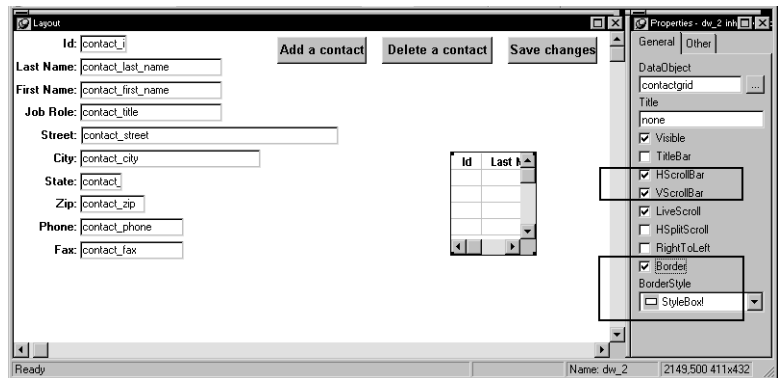 Layout
Id: contact_i
Add a contact
Delete a contact
Save changes
Last Name: contact_last_name
First Name: contact_first_name
Job Role: contact_title
Street: contact_street
City: contact_city
State: contact_
Zip: contact_zip
Phone: contact_phone
Fax: contact_fax
Id Last N
Ready
Name: dw_2
2149,500 411x432
Properties - dw_2 inh
General
Other
DataObject
contactgrid
...
Title
none
Visible
TitleBar
HScrollBar
VScrollBar
LiveScroll
HSplitScroll
RightToLeft
Border
BorderStyle
StyleBox!